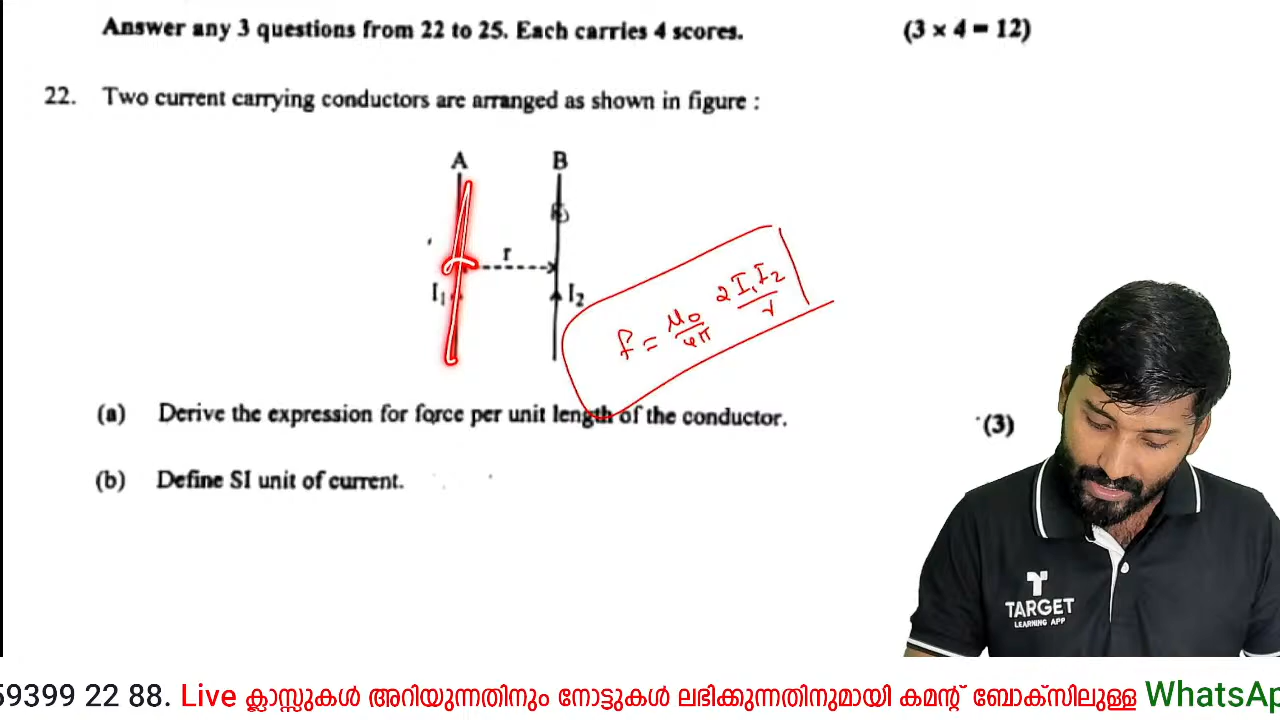 Answer any 3 questions from 22 to 25. Each carries 4 scores. (3 × 4 = 12)
22. Two current carrying conductors are arranged as shown in figure :
A B
r
I₁ I₂
f = μ₀/4π 2I₁I₂/r
(a) Derive the expression for force per unit length of the conductor. (3)
(b) Define SI unit of current.
TARGET
LEARNING APP
59399 22 88. Live ക്ലാസ്സുകൾ അറിയുന്നതിനും നോട്ടുകൾ ലഭിക്കുന്നതിനുമായി കമന്റ് ബോക്സിലുള്ള WhatsAp